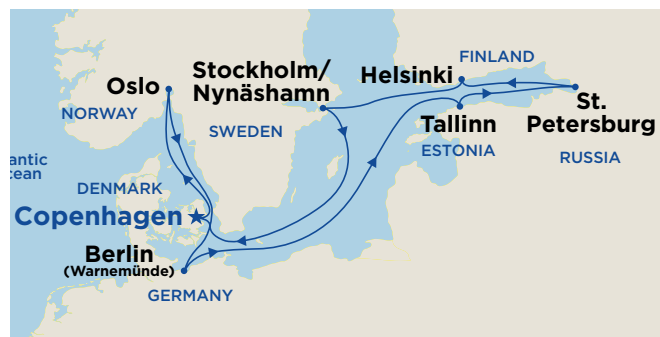 FINLAND
Stockholm/
Nynäshamn
Helsinki
Oslo
St.
Petersburg
NORWAY
SWEDEN
Tallinn
ESTONIA
RUSSIA
antic
cean
DENMARK
Copenhagen
Berlin
(Warnemünde)
GERMANY